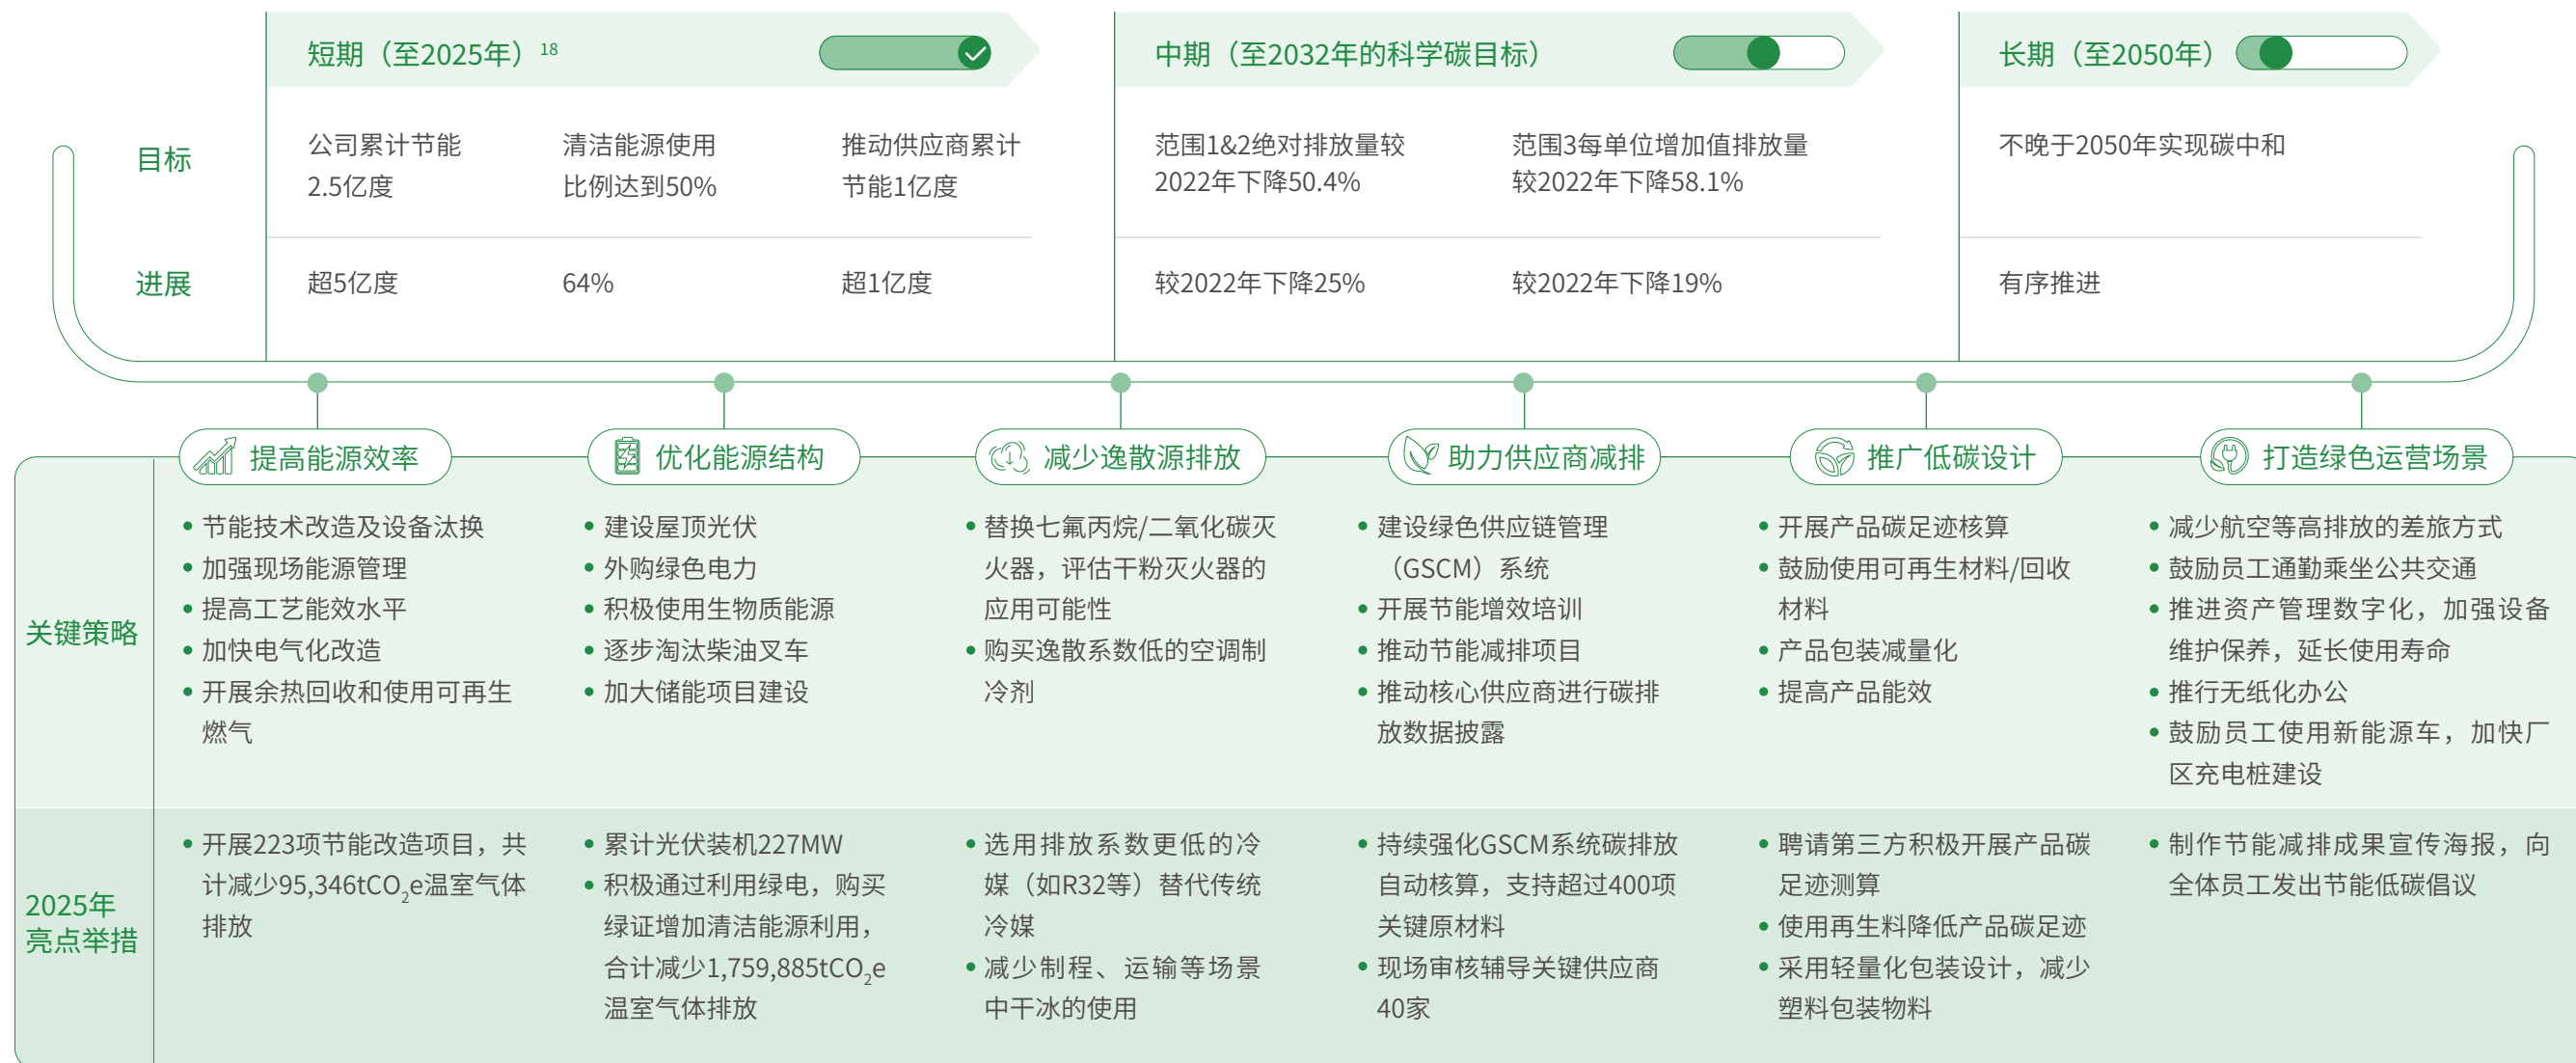 短期（至2025年）18
中期（至2032年的科学碳目标）
长期（至2050年）
目标
公司累计节能
2.5亿度
清洁能源使用
比例达到50%
推动供应商累计
节能1亿度
范围1&2绝对排放量较
2022年下降50.4%
范围3每单位增加值排放量
较2022年下降58.1%
不晚于2050年实现碳中和
进展
超5亿度
64%
超1亿度
较2022年下降25%
较2022年下降19%
有序推进
提高能源效率
优化能源结构
减少逸散源排放
助力供应商减排
推广低碳设计
打造绿色运营场景
关键策略
• 节能技术改造及设备汰换
• 加强现场能源管理
• 提高工艺能效水平
• 加快电气化改造
• 开展余热回收和使用可再生
燃气
• 建设屋顶光伏
• 外购绿色电力
• 积极使用生物质能源
• 逐步淘汰柴油叉车
• 加大储能项目建设
• 替换七氟丙烷/二氧化碳灭
火器，评估干粉灭火器的
应用可能性
• 购买逸散系数低的空调制
冷剂
• 建设绿色供应链管理
（GSCM）系统
• 开展节能增效培训
• 推动节能减排项目
• 推动核心供应商进行碳排
放数据披露
• 开展产品碳足迹核算
• 鼓励使用可再生材料/回收
材料
• 产品包装减量化
• 提高产品能效
• 减少航空等高排放的差旅方式
• 鼓励员工通勤乘坐公共交通
• 推进资产管理数字化，加强设备
维护保养，延长使用寿命
• 推行无纸化办公
• 鼓励员工使用新能源车，加快厂
区充电桩建设
2025年
亮点举措
• 开展223项节能改造项目，共
计减少95,346tCO₂e温室气体
排放
• 累计光伏装机227MW
• 积极通过利用绿电，购买
绿证增加清洁能源利用，
合计减少1,759,885tCO₂e
温室气体排放
• 选用排放系数更低的冷
媒（如R32等）替代传统
冷媒
• 减少制程、运输等场景
中干冰的使用
• 持续强化GSCM系统碳排放
自动核算，支持超过400项
关键原材料
• 现场审核辅导关键供应商
40家
• 聘请第三方积极开展产品碳
足迹测算
• 使用再生料降低产品碳足迹
• 采用轻量化包装设计，减少
塑料包装物料
• 制作节能减排成果宣传海报，向
全体员工发出节能低碳倡议